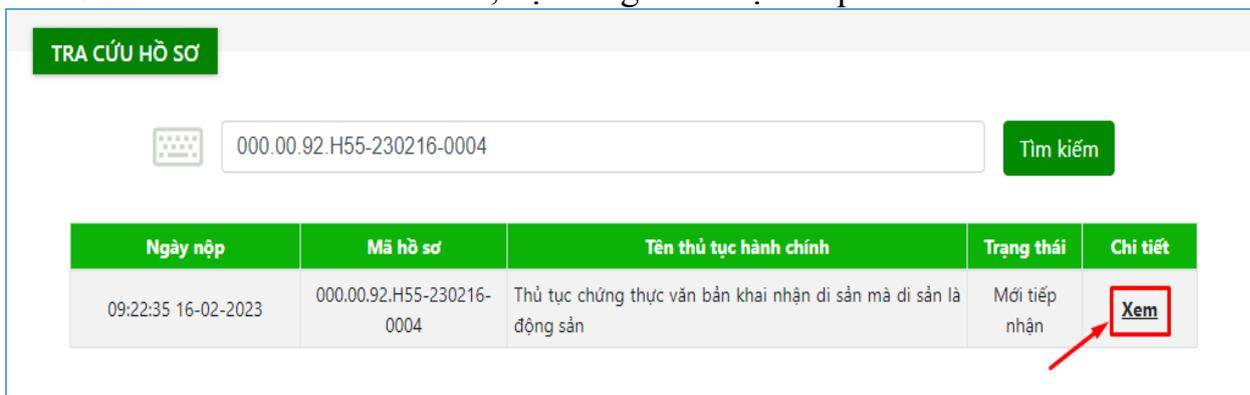 TRA CỨU HỒ SƠ
000.00.92.H55-230216-0004
Tìm kiếm
Ngày nộp Mã hồ sơ Tên thủ tục hành chính Trạng thái Chi tiết
09:22:35 16-02-2023
000.00.92.H55-230216-
0004
Thủ tục chứng thực văn bản khai nhận di sản mà di sản là
động sản
Mới tiếp
nhận
Xem